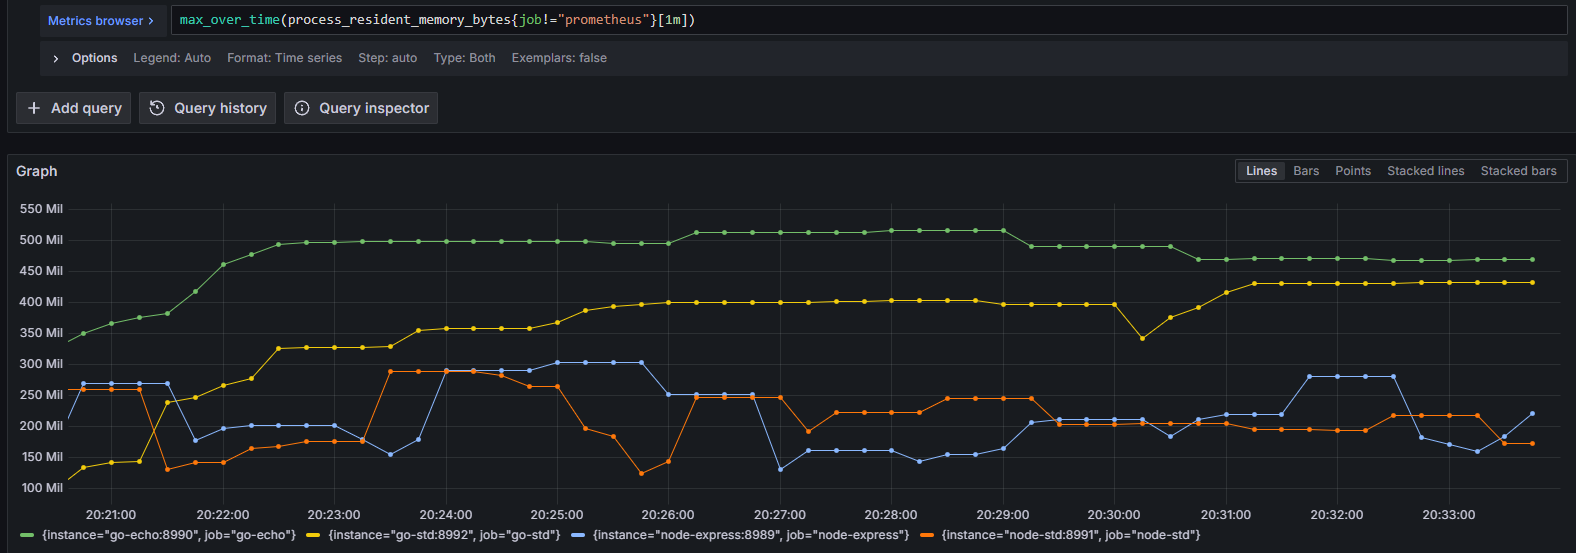 Metrics browser > max_over_time(process_resident_memory_bytes{job!="prometheus"}[1m])
> Options Legend: Auto Format: Time series Step: auto Type: Both Exemplars: false
+ Add query Query history Query inspector
Graph Lines Bars Points Stacked lines Stacked bars
550 Mil
500 Mil
450 Mil
400 Mil
350 Mil
300 Mil
250 Mil
200 Mil
150 Mil
100 Mil
20:21:00 20:22:00 20:23:00 20:24:00 20:25:00 20:26:00 20:27:00 20:28:00 20:29:00 20:30:00 20:31:00 20:32:00 20:33:00
{instance="go-echo:8990", job="go-echo"} {instance="go-std:8992", job="go-std"} {instance="node-express:8989", job="node-express"} {instance="node-std:8991", job="node-std"}